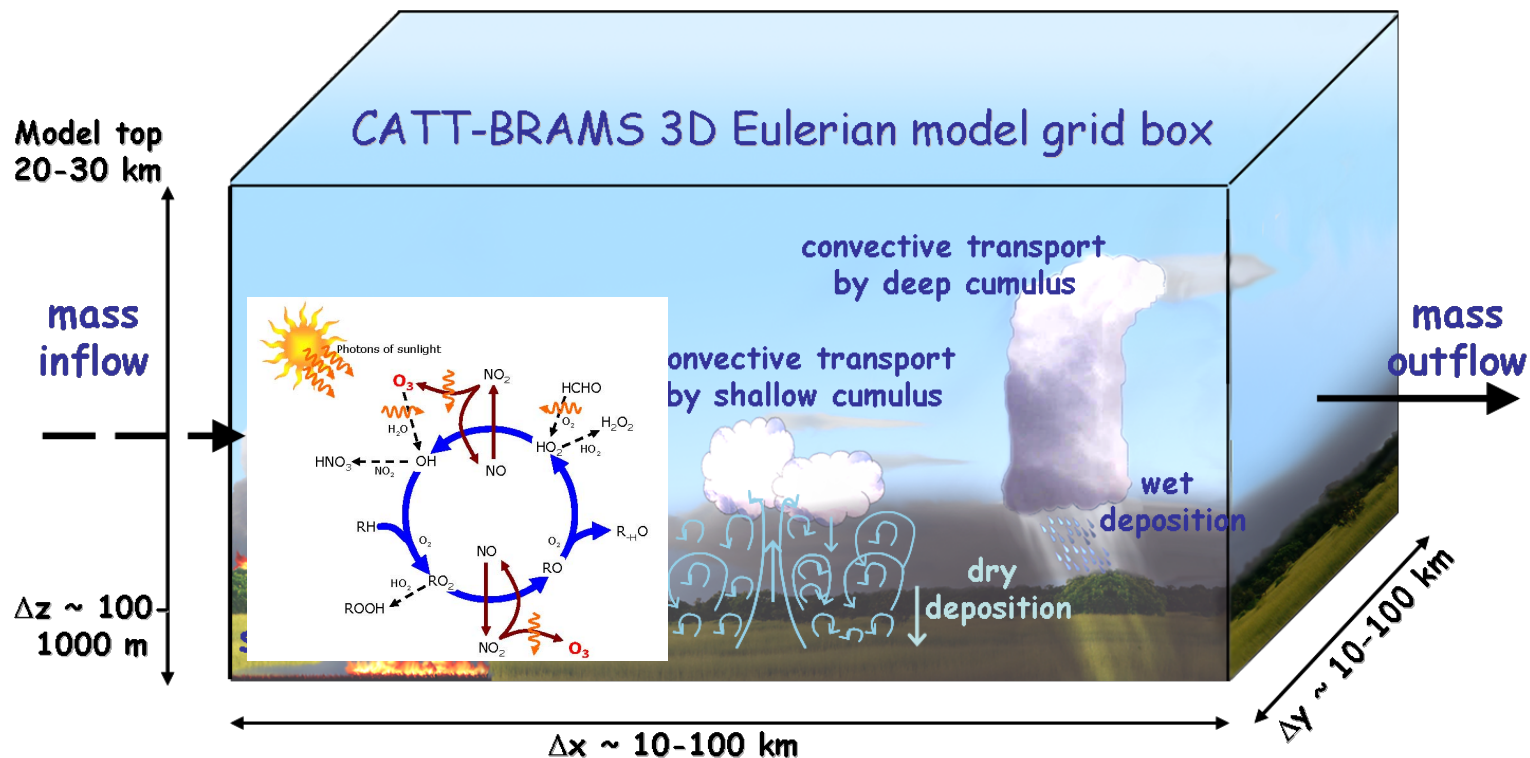 CATT-BRAMS 3D Eulerian model grid box
Model top
20-30 km
convective transport
by deep cumulus
mass
inflow
mass
outflow
onvective transport
by shallow cumulus
Photons of sunlight
O₃
NO₂
HCHO
H₂O
O₂
H₂O₂
HO₂
HO₂
HNO₃
NO₂
OH
NO
RH
O₂
O₂
R₋HO
NO
RO
HO₂
RO₂
ROOH
NO₂
O₃
wet
deposition
dry
deposition
Δz ~ 100-
1000 m
s
Δx ~ 10-100 km
Δy ~ 10-100 km